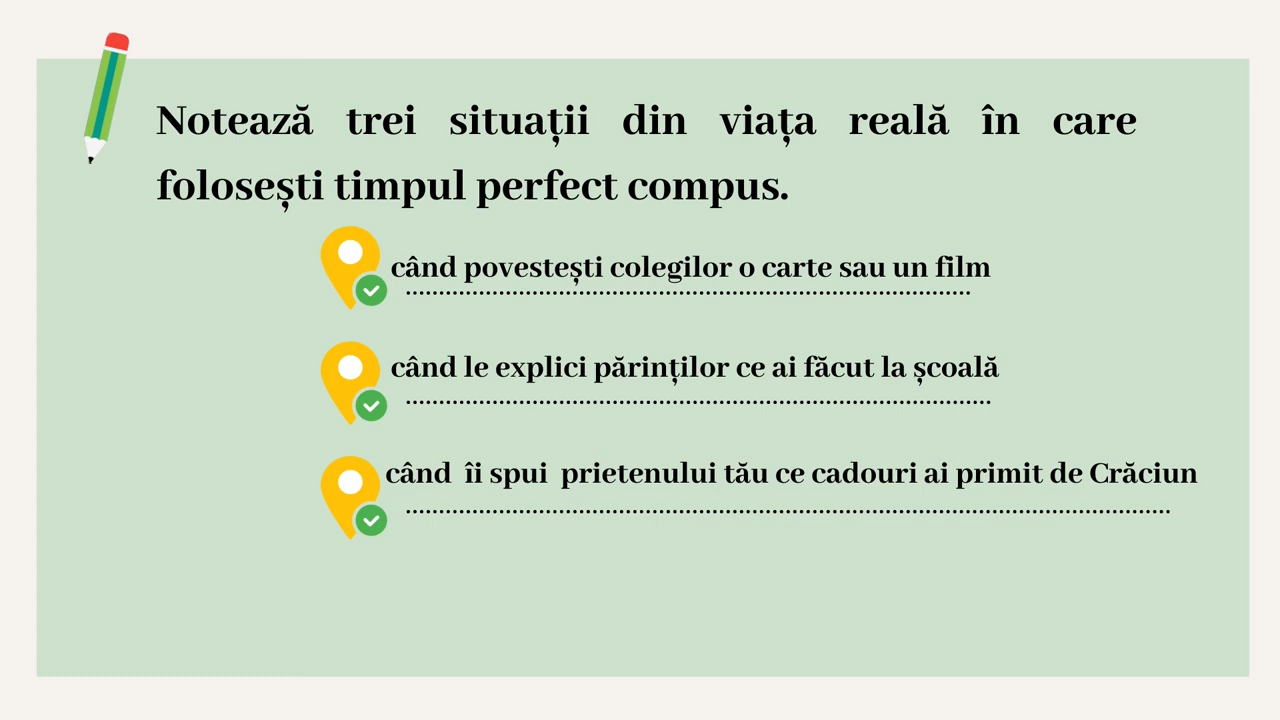 Notează trei situații din viața reală în care
folosești timpul perfect compus.
când povestești colegilor o carte sau un film
când le explici părinților ce ai făcut la școală
când îi spui prietenului tău ce cadouri ai primit de Crăciun